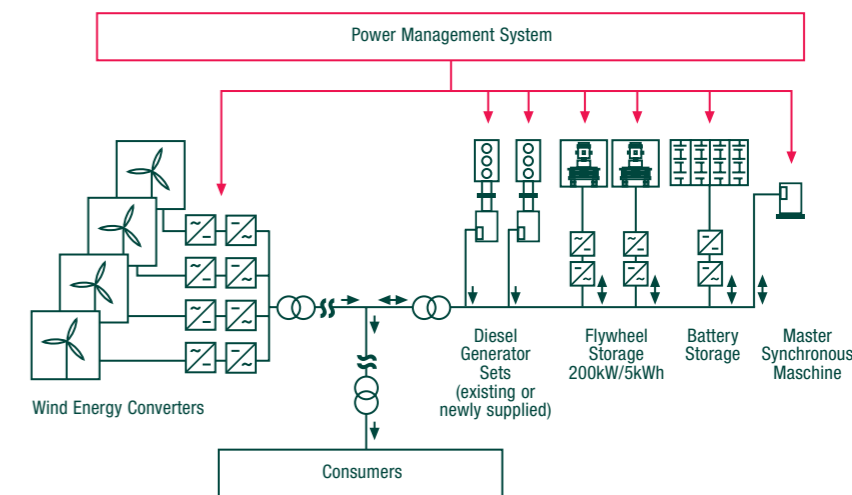 Power Management System
Wind Energy Converters
Diesel
Generator
Sets
(existing or
newly supplied)
Flywheel
Storage
200kW/5kWh
Battery
Storage
Master
Synchronous
Maschine
Consumers